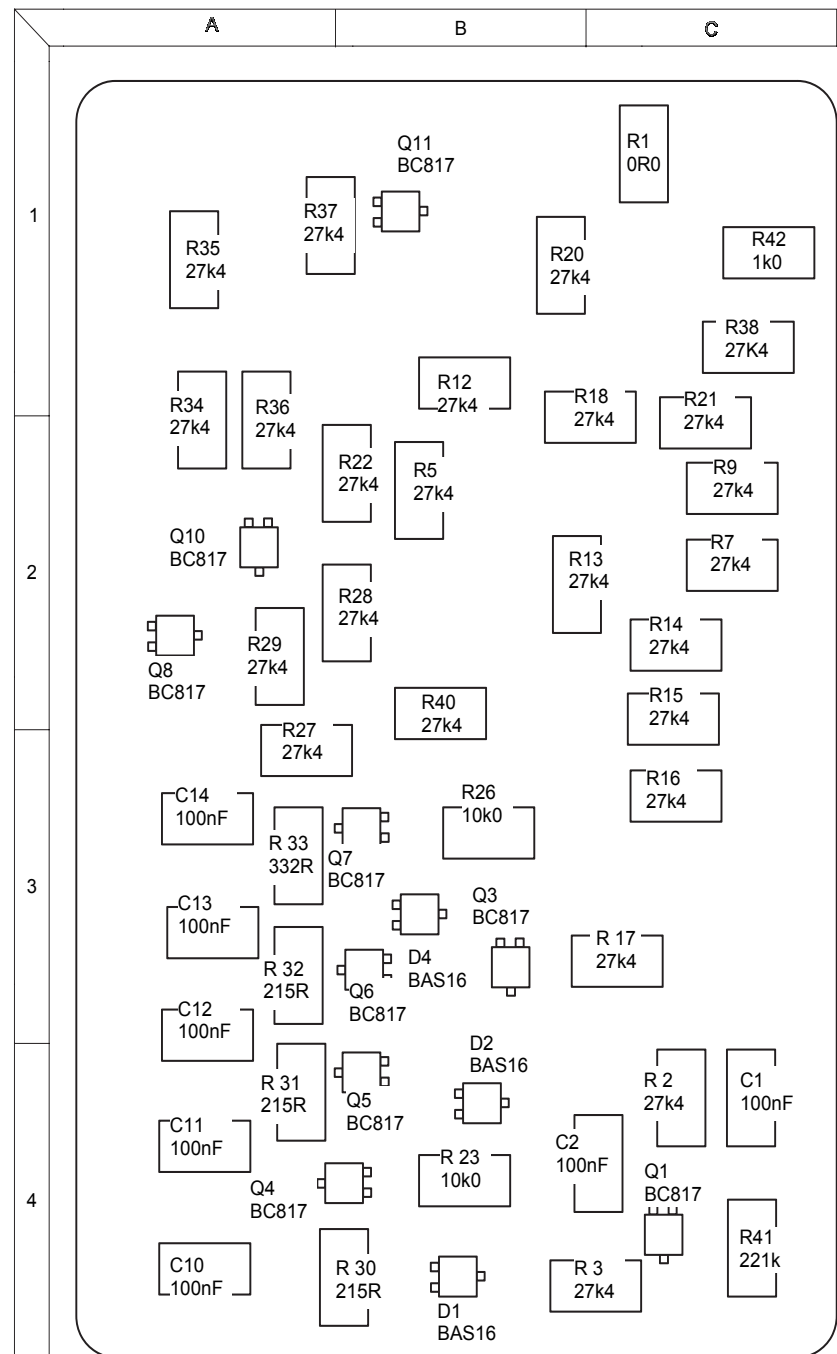 A
B
C
1
Q11
BC817
R1
0R0
R37
27k4
R35
27k4
R20
27k4
R42
1k0
R38
27K4
R12
27k4
R18
27k4
R21
27k4
R34
27k4
R36
27k4
2
R22
27k4
R5
27k4
R9
27k4
Q10
BC817
R13
27k4
R7
27k4
R28
27k4
R14
27k4
Q8
BC817
R29
27k4
R40
27k4
R15
27k4
3
R27
27k4
R16
27k4
C14
100nF
R 33
332R
Q7
BC817
R26
10k0
C13
100nF
Q3
BC817
R 32
215R
Q6
BC817
D4
BAS16
R 17
27k4
C12
100nF
4
R 31
215R
Q5
BC817
D2
BAS16
R 2
27k4
C1
100nF
C11
100nF
C2
100nF
Q4
BC817
R 23
10k0
Q1
BC817
R41
221k
C10
100nF
R 30
215R
D1
BAS16
R 3
27k4